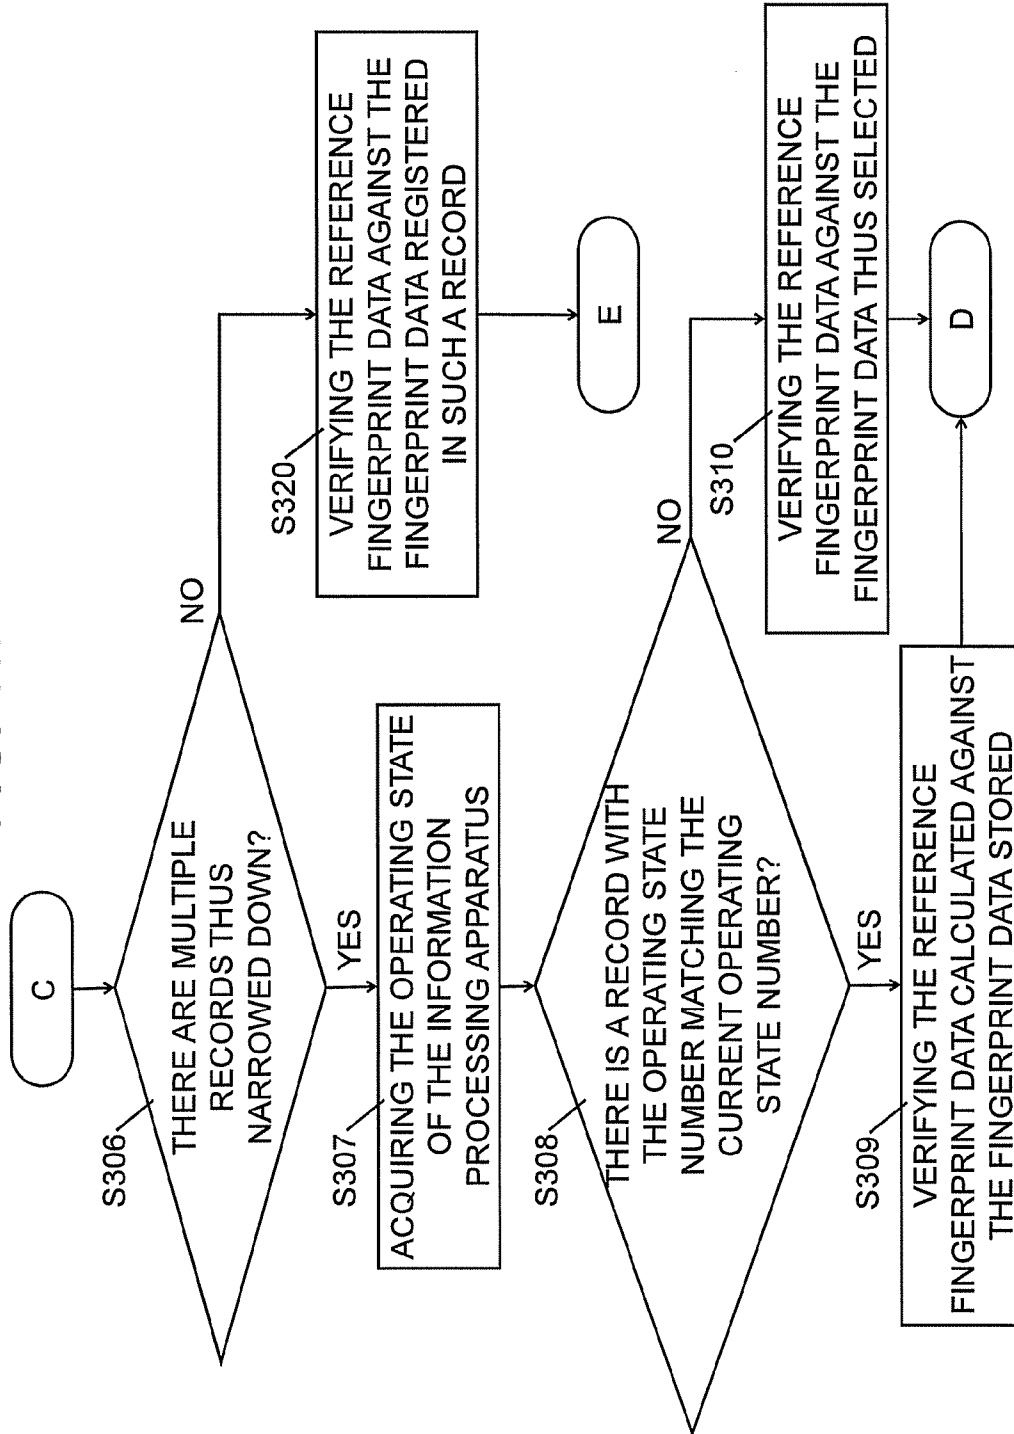 C
S306
THERE ARE MULTIPLE
RECORDS THUS
NARROWED DOWN?
NO
YES
S320
VERIFYING THE REFERENCE
FINGERPRINT DATA AGAINST THE
FINGERPRINT DATA REGISTERED
IN SUCH A RECORD
E
S307
ACQUIRING THE OPERATING STATE
OF THE INFORMATION
PROCESSING APPARATUS
S308
THERE IS A RECORD WITH
THE OPERATING STATE
NUMBER MATCHING THE
CURRENT OPERATING
STATE NUMBER?
NO
YES
S310
VERIFYING THE REFERENCE
FINGERPRINT DATA AGAINST THE
FINGERPRINT DATA THUS SELECTED
S309
VERIFYING THE REFERENCE
FINGERPRINT DATA CALCULATED AGAINST
THE FINGERPRINT DATA STORED
D